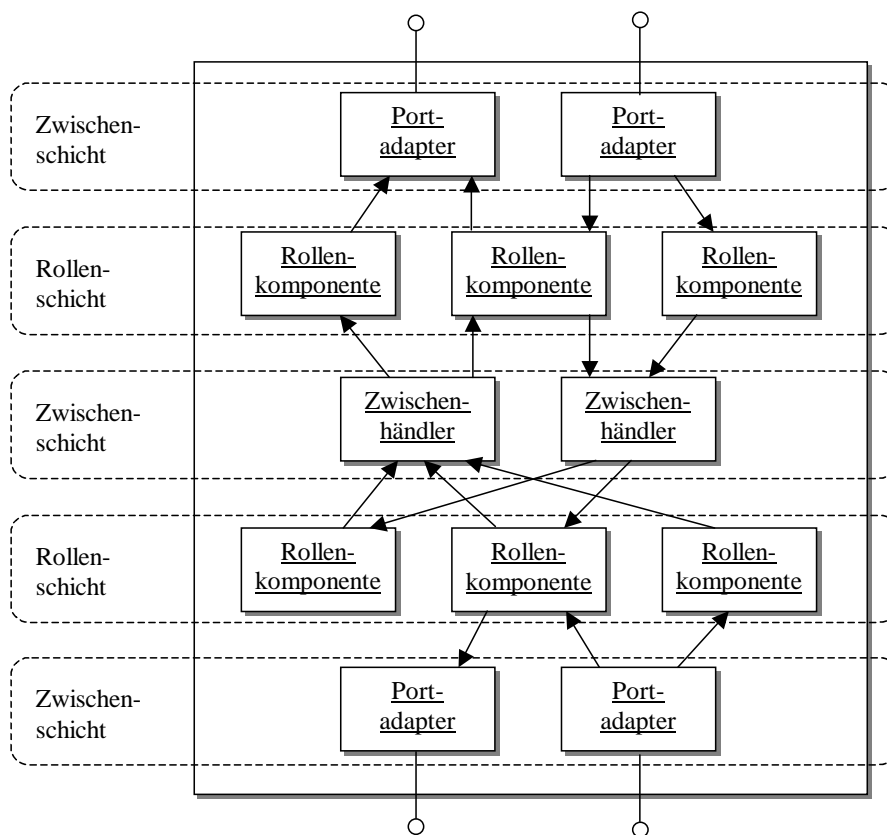 Zwischen-
schicht
Port-
adapter
Port-
adapter
Rollen-
schicht
Rollen-
komponente
Rollen-
komponente
Rollen-
komponente
Zwischen-
schicht
Zwischen-
händler
Zwischen-
händler
Rollen-
schicht
Rollen-
komponente
Rollen-
komponente
Rollen-
komponente
Zwischen-
schicht
Port-
adapter
Port-
adapter